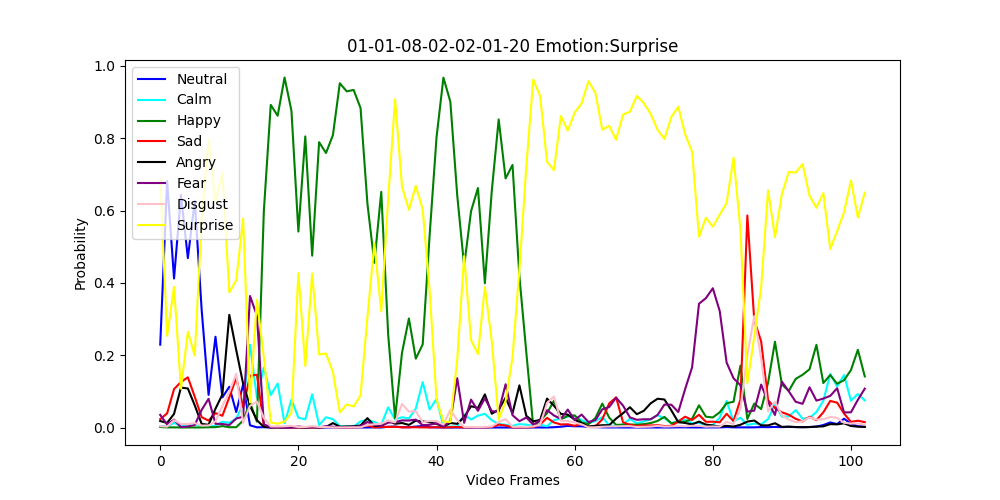 01-01-08-02-02-01-20 Emotion:Surprise
Probability
1.0
0.8
0.6
0.4
0.2
0.0
Neutral
Calm
Happy
Sad
Angry
Fear
Disgust
Surprise
0 20 40 60 80 100
Video Frames